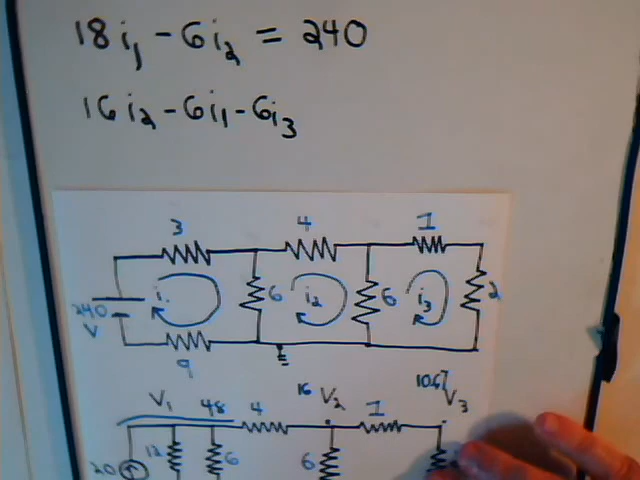 18i₁ - 6i₂ = 240
16i₂ - 6i₁ - 6i₃
3 4 1
240 V i₁ 6 i₂ 6 i₃ 2
9
V₁ 48 4 16 V₂ 1 10.67 V₃
20 12 6 6